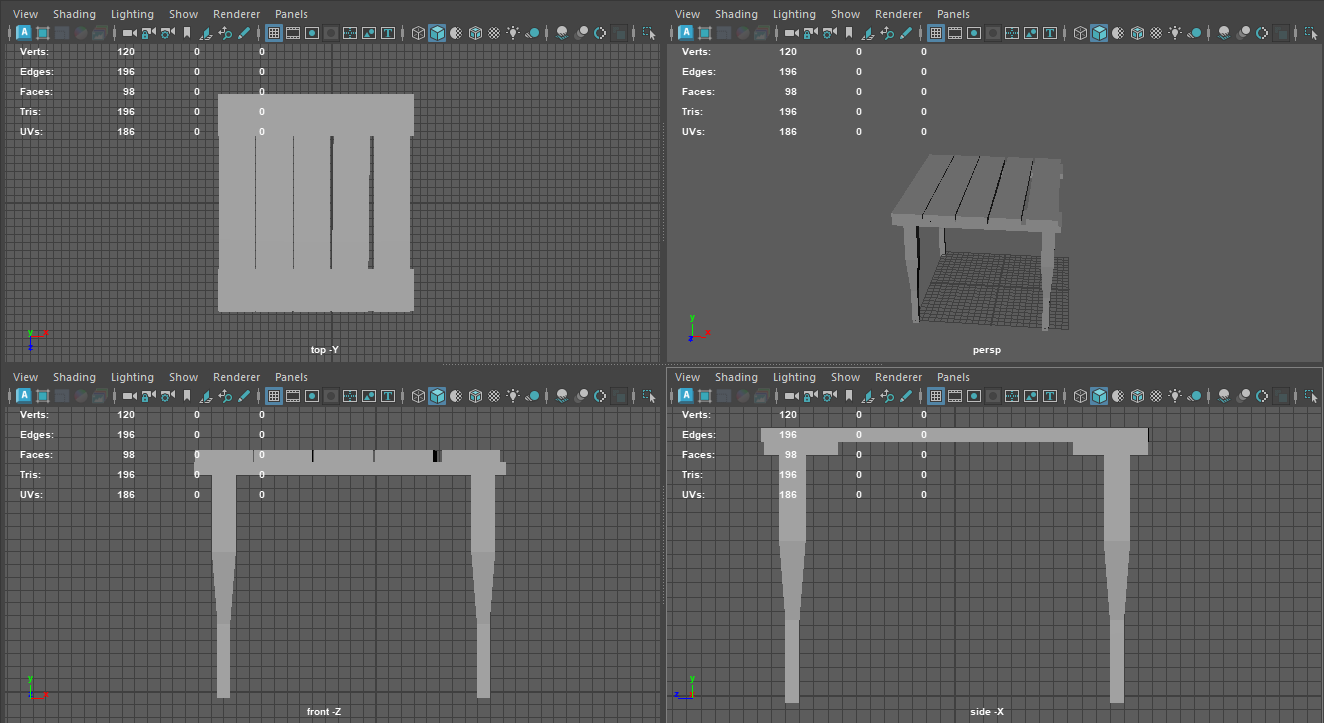 View Shading Lighting Show Renderer Panels
A T
Verts: 120 0 0
Edges: 196 0 0
Faces: 98 0 0
Tris: 196 0 0
UVs: 186 0 0
y x
z
top -Y
View Shading Lighting Show Renderer Panels
A T
Verts: 120 0 0
Edges: 196 0 0
Faces: 98 0 0
Tris: 196 0 0
UVs: 186 0 0
y
z x
persp
View Shading Lighting Show Renderer Panels
A T
Verts: 120 0 0
Edges: 196 0 0
Faces: 98 0 0
Tris: 196 0 0
UVs: 186 0 0
y
x
front -Z
View Shading Lighting Show Renderer Panels
A T
Verts: 120 0 0
Edges: 196 0 0
Faces: 98 0 0
Tris: 196 0 0
UVs: 186 0 0
y
z
side -X